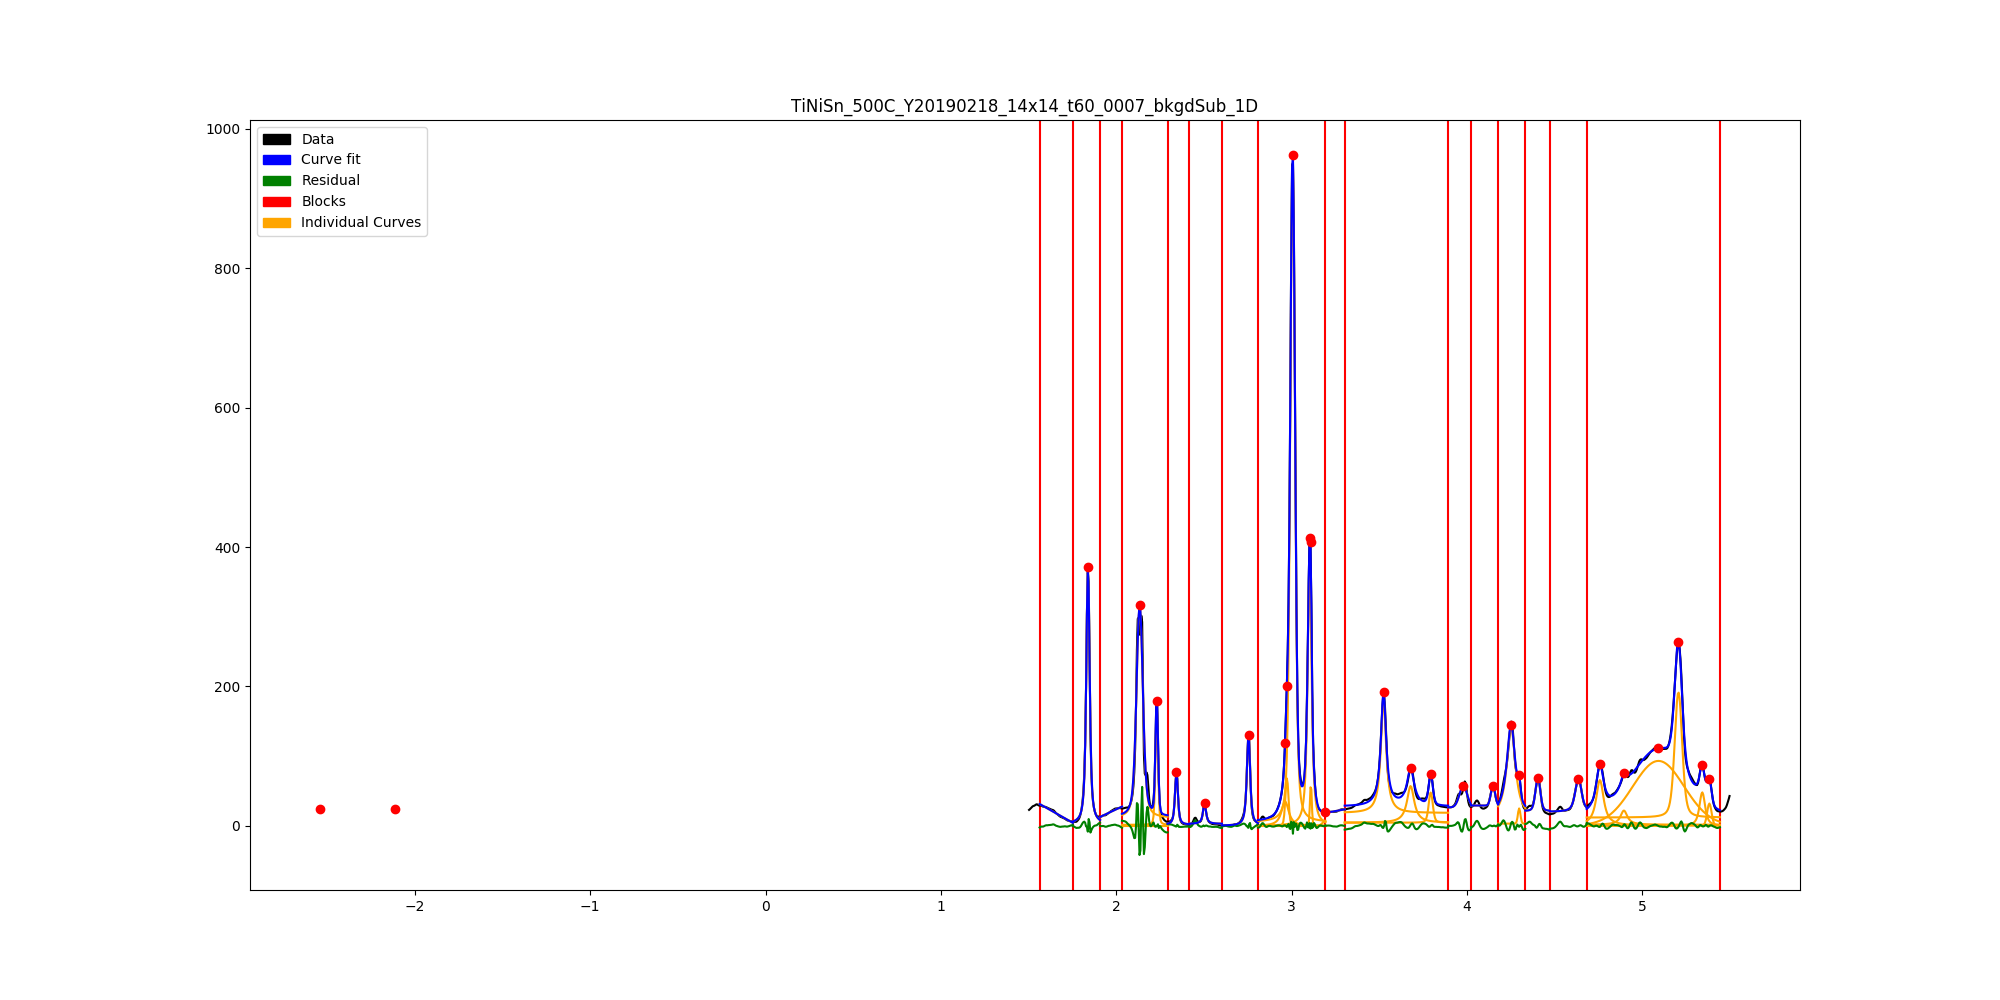 TiNiSn_500C_Y20190218_14x14_t60_0007_bkgdSub_1D
1000
800
600
400
200
0
Data
Curve fit
Residual
Blocks
Individual Curves
−2 −1 0 1 2 3 4 5